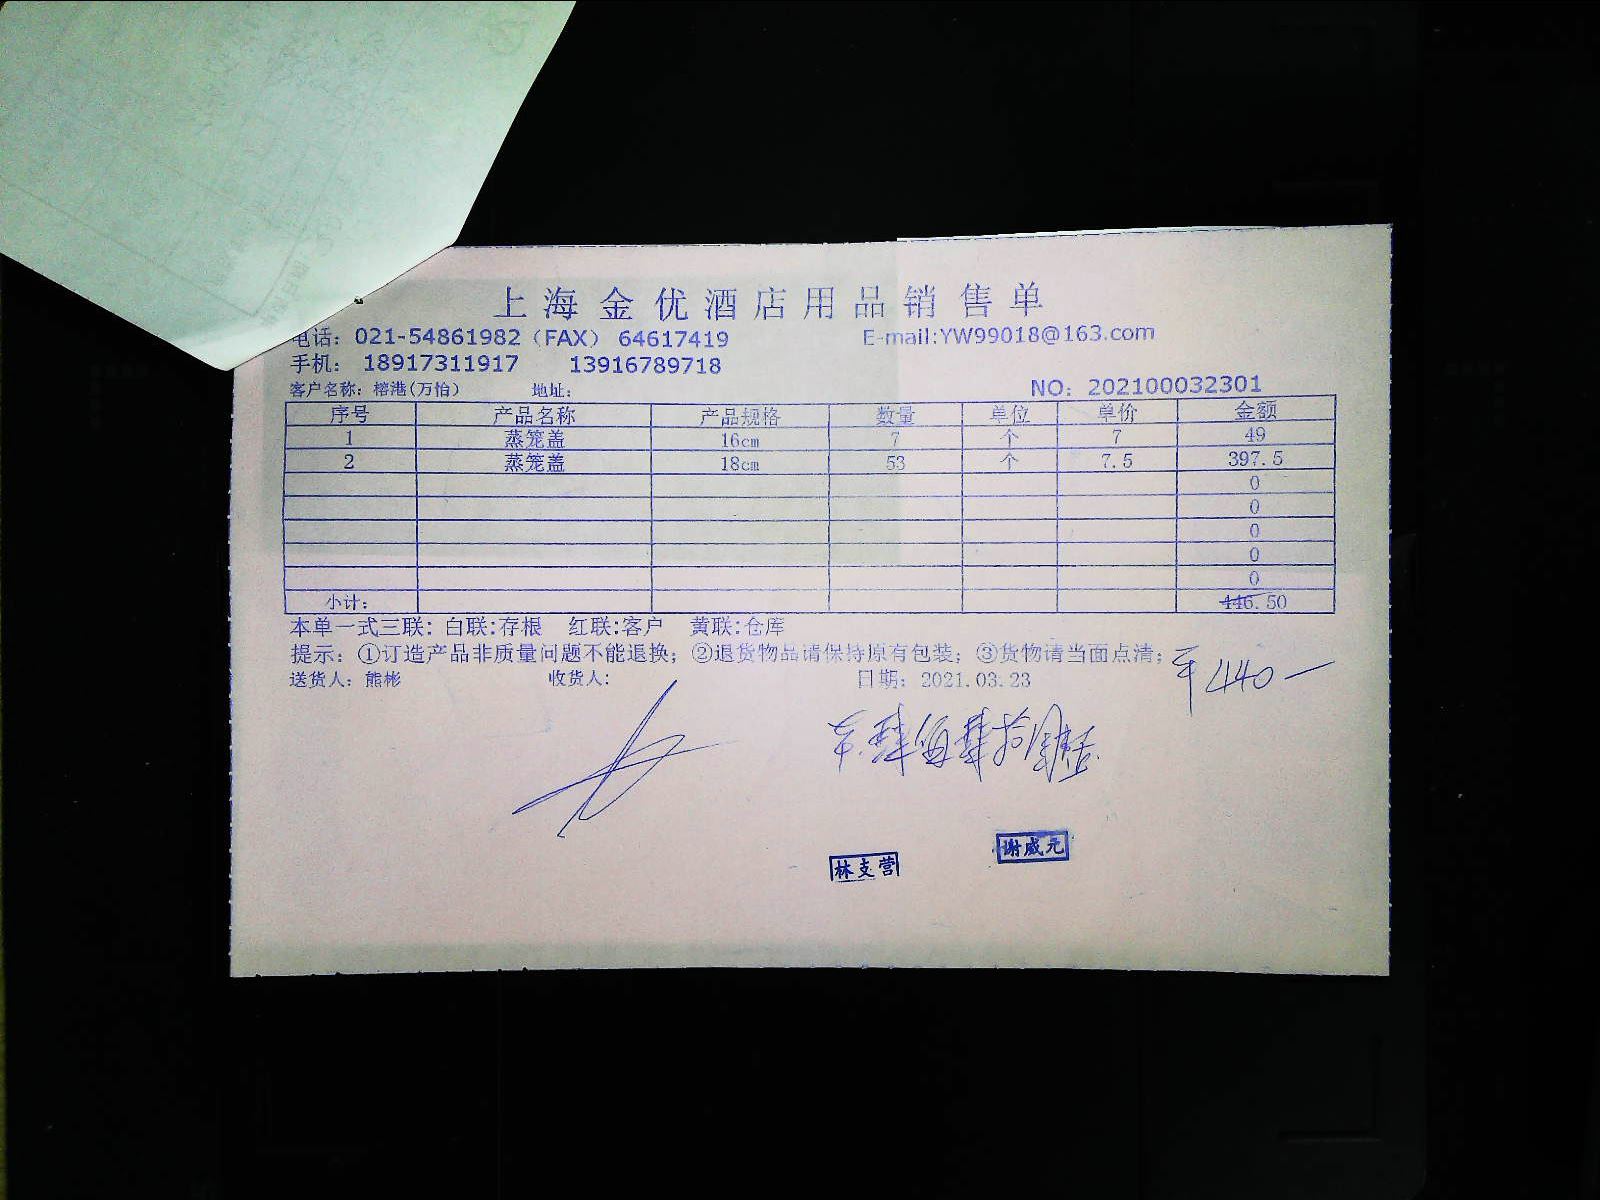 上海金优酒店用品销售单
电话：021-54861982（FAX） 64617419 E-mail:YW99018@163.com
手机： 18917311917 13916789718
客户名称：榕港(万怡) 地址： NO：202100032301
序号 产品名称 产品规格 数量 单位 单价 金额
1 蒸笼盖 16cm 7 个 7 49
2 蒸笼盖 18cm 53 个 7.5 397.5
0
0
0
0
0
小计： 446.50
本单一式三联：白联:存根 红联:客户 黄联:仓库
提示：①订造产品非质量问题不能退换；②退货物品请保持原有包装；③货物请当面点清；
¥440—
送货人：熊彬 收货人： 日期：2021.03.23
肆佰肆拾元整
林支营 谢威元